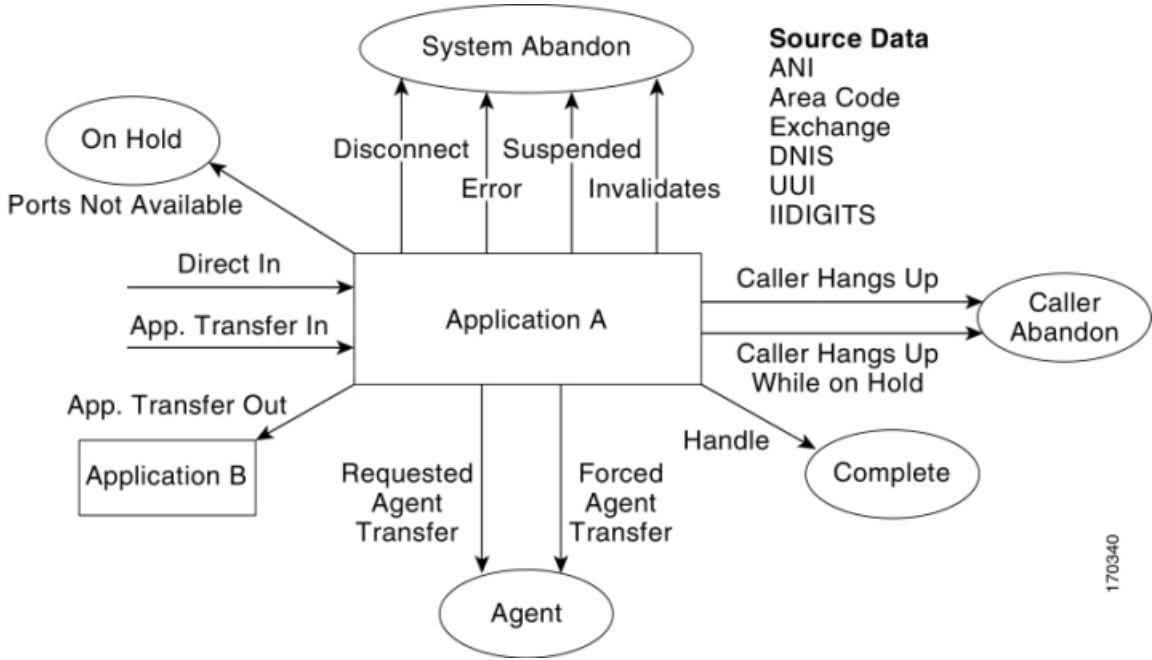 System Abandon
Source Data
ANI
Area Code
Exchange
DNIS
UUI
IIDIGITS
On Hold
Disconnect
Suspended
Error
Invalidates
Ports Not Available
Direct In
App. Transfer In
Application A
Caller Hangs Up
Caller
Abandon
Caller Hangs Up
While on Hold
App. Transfer Out
Application B
Requested
Agent
Transfer
Forced
Agent
Transfer
Handle
Complete
Agent
170340